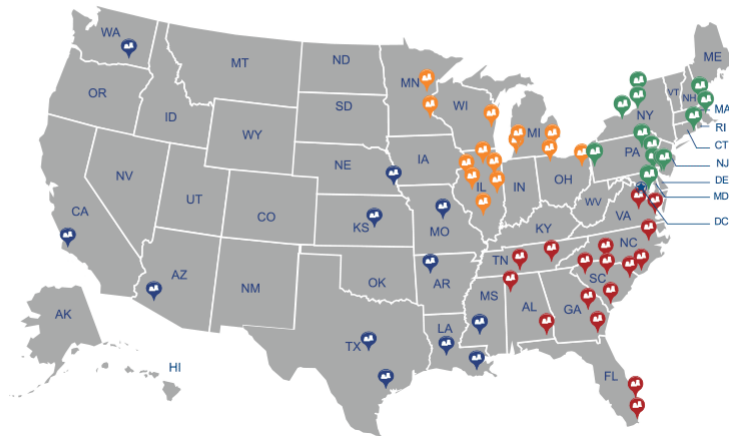 WA
ME
MT
ND
MN
VT
NH
OR
ID
SD
WI
MI
NY
MA
RI
CT
WY
IA
PA
NJ
NE
NV
UT
IL
IN
OH
DE
MD
CA
CO
WV
VA
DC
KS
MO
KY
NC
TN
AZ
NM
OK
AR
SC
MS
AL
GA
AK
LA
TX
HI
FL